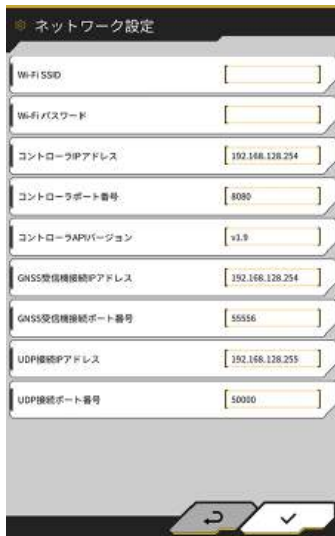 ネットワーク設定
Wi-Fi SSID
Wi-Fi パスワード
コントローラIPアドレス
192.168.128.254
コントローラポート番号
8080
コントローラAPIバージョン
v1.9
GNSS受信機接続IPアドレス
192.168.128.254
GNSS受信機接続ポート番号
55556
UDP接続IPアドレス
192.168.128.255
UDP接続ポート番号
50000